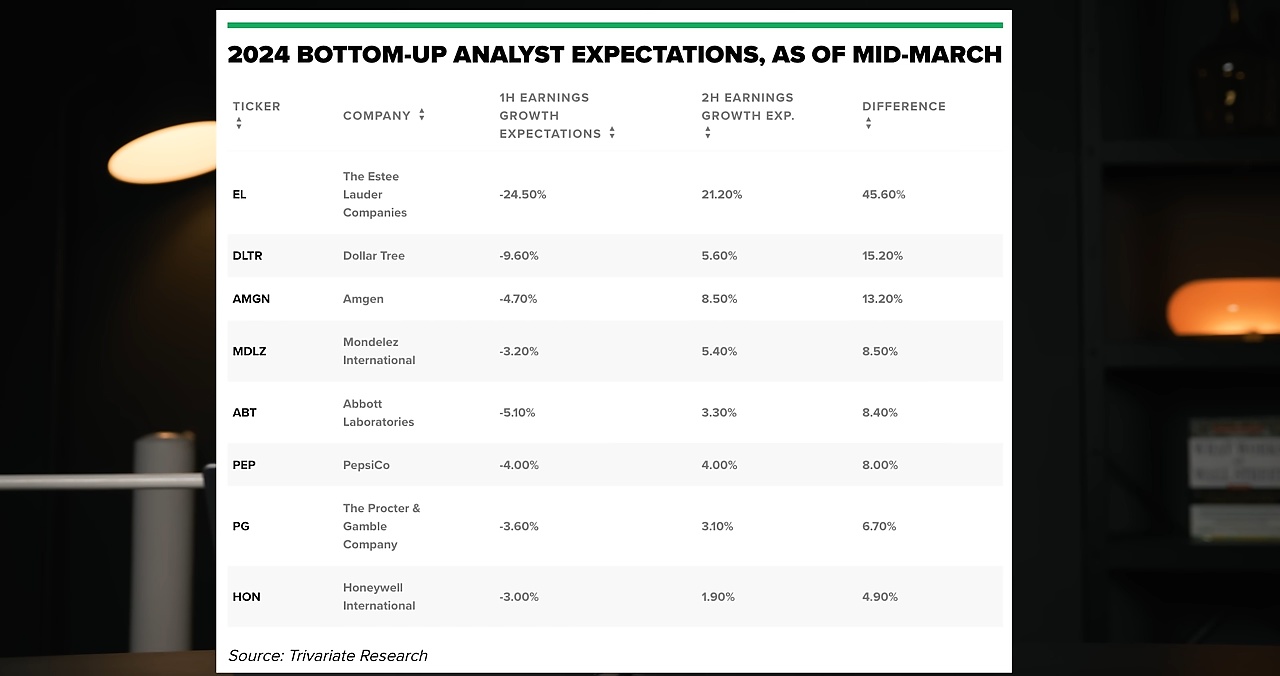 2024 BOTTOM-UP ANALYST EXPECTATIONS, AS OF MID-MARCH
TICKER COMPANY 1H EARNINGS GROWTH EXPECTATIONS 2H EARNINGS GROWTH EXP. DIFFERENCE
EL The Estee Lauder Companies -24.50% 21.20% 45.60%
DLTR Dollar Tree -9.60% 5.60% 15.20%
AMGN Amgen -4.70% 8.50% 13.20%
MDLZ Mondelez International -3.20% 5.40% 8.50%
ABT Abbott Laboratories -5.10% 3.30% 8.40%
PEP PepsiCo -4.00% 4.00% 8.00%
PG The Procter & Gamble Company -3.60% 3.10% 6.70%
HON Honeywell International -3.00% 1.90% 4.90%
Source: Trivariate Research